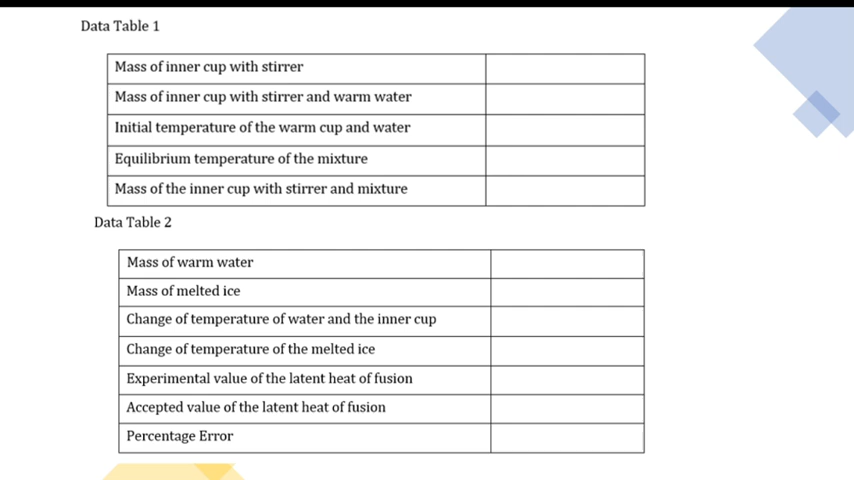 Data Table 1
Mass of inner cup with stirrer
Mass of inner cup with stirrer and warm water
Initial temperature of the warm cup and water
Equilibrium temperature of the mixture
Mass of the inner cup with stirrer and mixture
Data Table 2
Mass of warm water
Mass of melted ice
Change of temperature of water and the inner cup
Change of temperature of the melted ice
Experimental value of the latent heat of fusion
Accepted value of the latent heat of fusion
Percentage Error